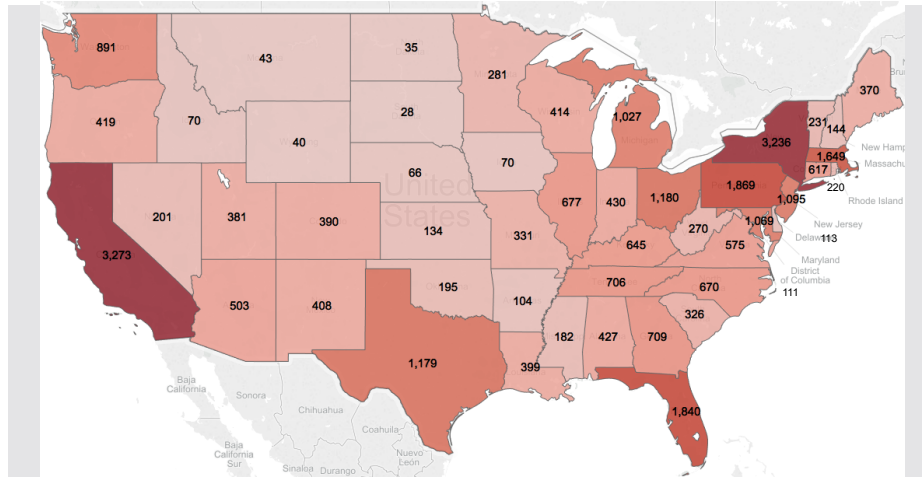 891
43
35
281
414
1,027
231
144
370
419
70
40
28
66
70
3,236
New Hamp
1,649
Massachu
617
220
Rhode Island
United
States
201
381
390
134
331
677
430
1,180
1,869
1,095
New Jersey
270
1,069
Delaw
113
Maryland
District
of Columbia
111
3,273
645
575
706
670
503
408
195
104
326
182
427
709
399
1,179
1,840
Baja
California
Sonora
Chihuahua
Coahuila
Baja
California
Sur
Nuevo
León
Sinaloa
Durango